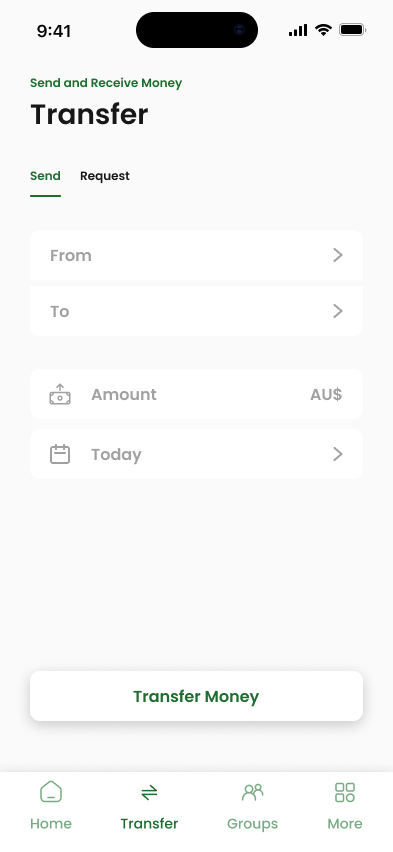 9:41
Send and Receive Money
Transfer
Send Request
From
To
Amount AU$
Today
Transfer Money
Home Transfer Groups More